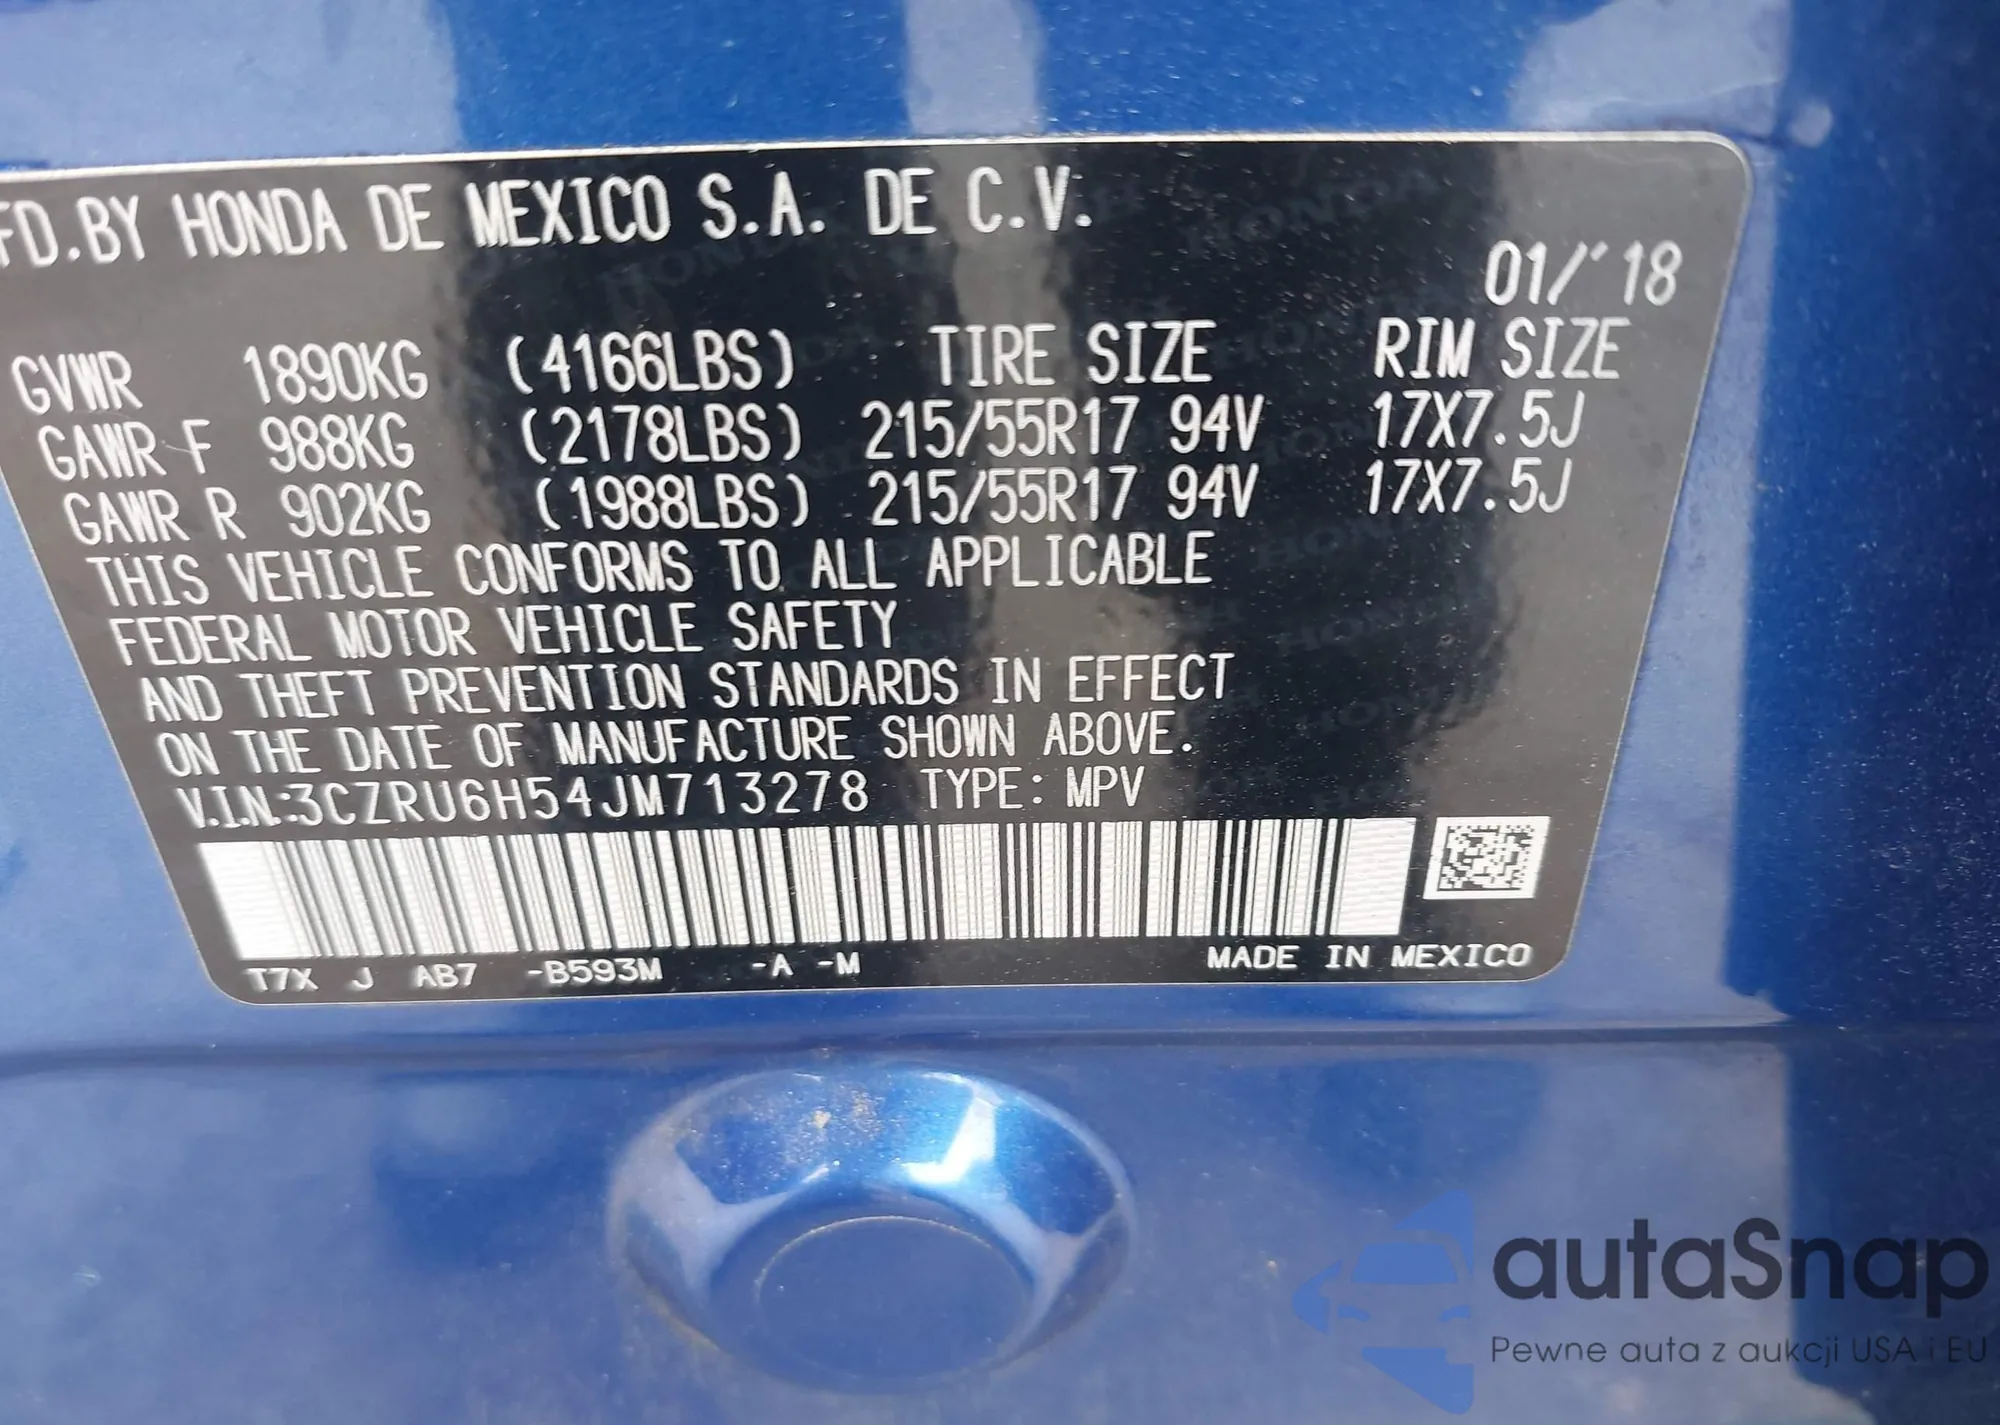 FD.BY HONDA DE MEXICO S.A. DE C.V.
01/'18
GVWR 1890KG (4166LBS) TIRE SIZE RIM SIZE
GAWR F 988KG (2178LBS) 215/55R17 94V 17X7.5J
GAWR R 902KG (1988LBS) 215/55R17 94V 17X7.5J
THIS VEHICLE CONFORMS TO ALL APPLICABLE
FEDERAL MOTOR VEHICLE SAFETY
AND THEFT PREVENTION STANDARDS IN EFFECT
ON THE DATE OF MANUFACTURE SHOWN ABOVE.
V.I.N.:3CZRU6H54JM713278 TYPE: MPV
T7X J AB7 -B593M -A -M MADE IN MEXICO
autaSnap
Pewne auta z aukcji USA i EU